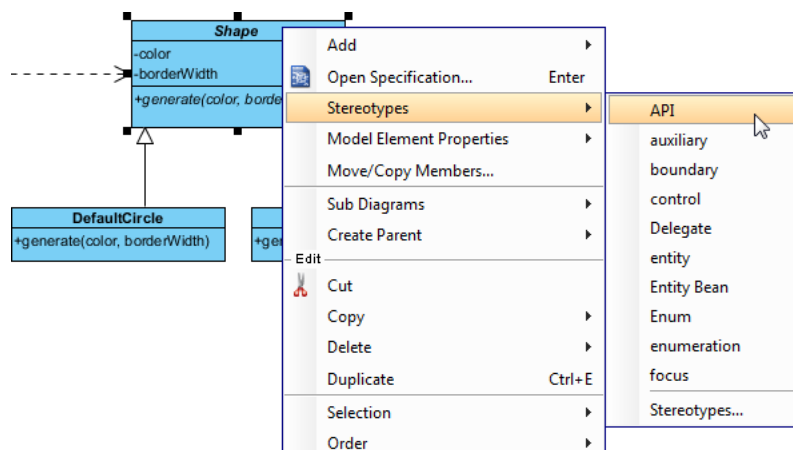 Shape
-color
-borderWidth
+generate(color, borde
DefaultCircle
+generate(color, borderWidth)
+ge
Add
Open Specification... Enter
Stereotypes
Model Element Properties
Move/Copy Members...
Sub Diagrams
Create Parent
Edit
Cut
Copy
Delete
Duplicate Ctrl+E
Selection
Order
API
auxiliary
boundary
control
Delegate
entity
Entity Bean
Enum
enumeration
focus
Stereotypes...